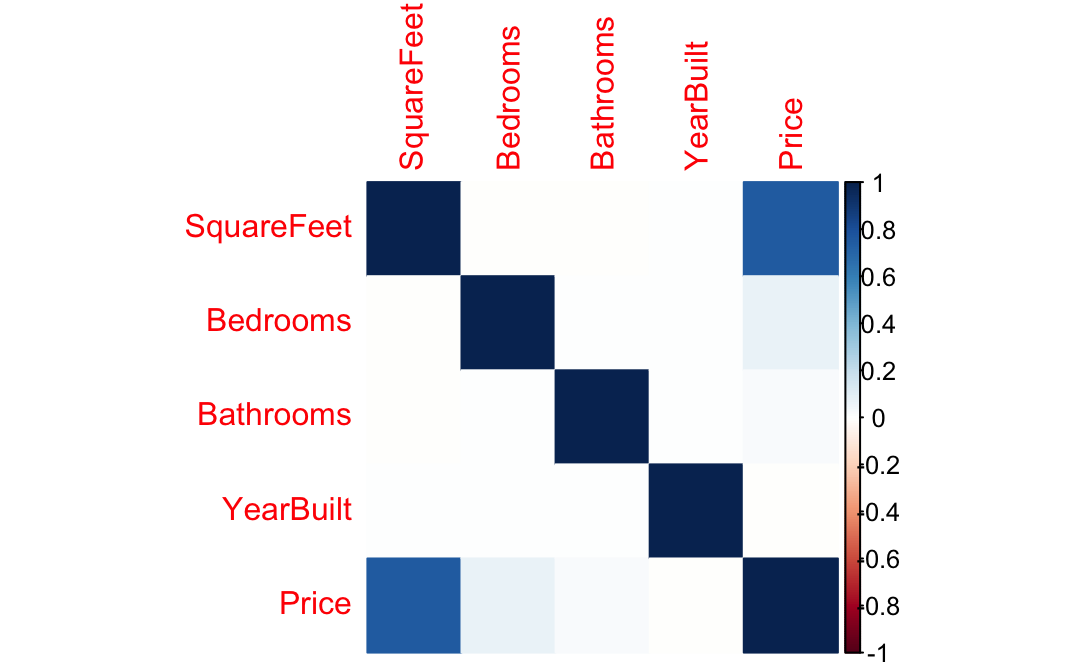 SquareFeet
Bedrooms
Bathrooms
YearBuilt
Price
SquareFeet
Bedrooms
Bathrooms
YearBuilt
Price
1
0.8
0.6
0.4
0.2
0
-0.2
-0.4
-0.6
-0.8
-1